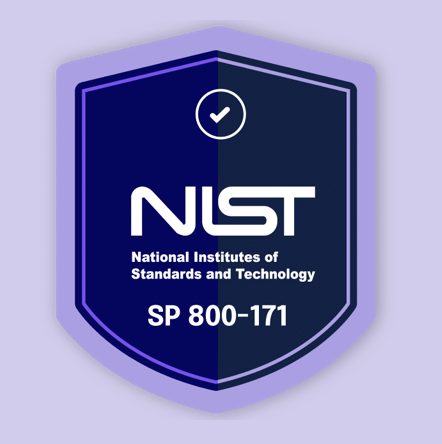 NIST
National Institutes of
Standards and Technology
SP 800-171